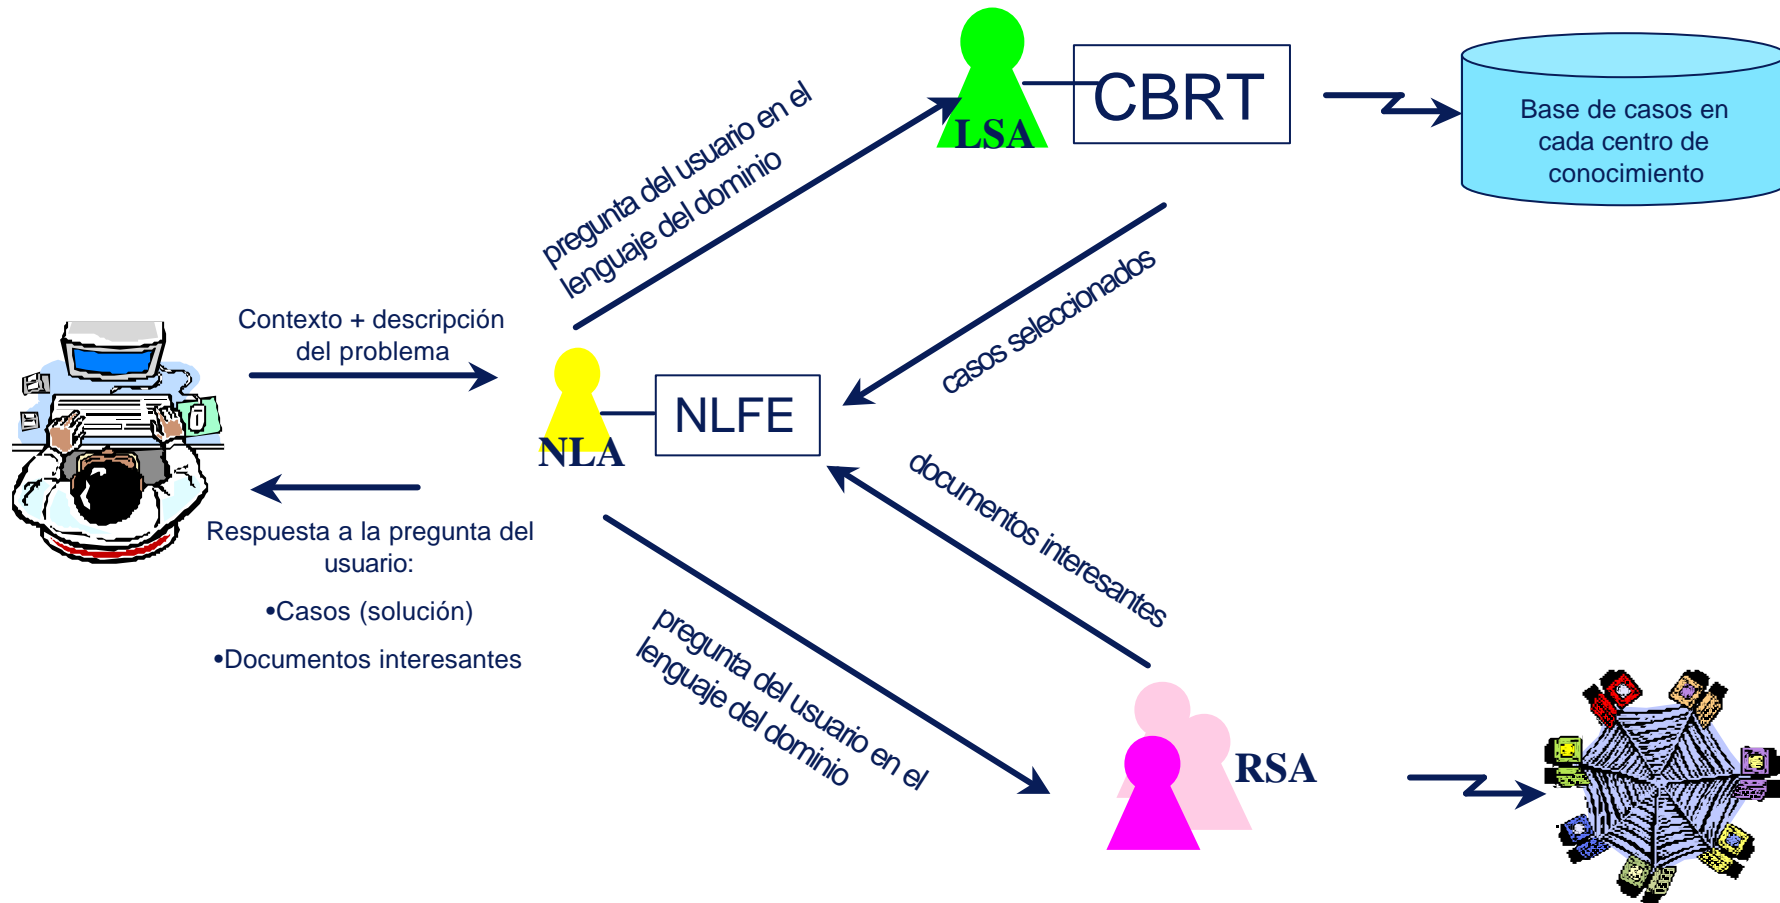 LSA
CBRT
Base de casos en
cada centro de
conocimiento
pregunta del usuario en el
lenguaje del dominio
casos seleccionados
Contexto + descripción
del problema
NLA
NLFE
documentos interesantes
Respuesta a la pregunta del
usuario:
•Casos (solución)
•Documentos interesantes
pregunta del usuario en el
lenguaje del dominio
RSA